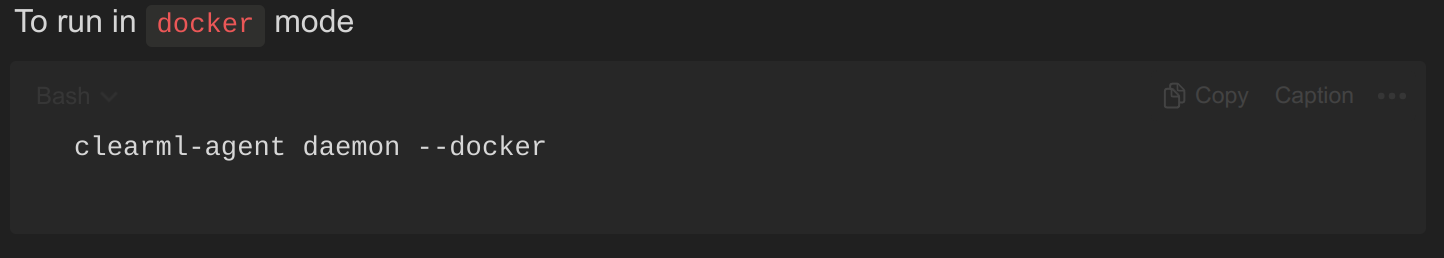 To run in docker mode
Bash
Copy Caption
clearml-agent daemon --docker